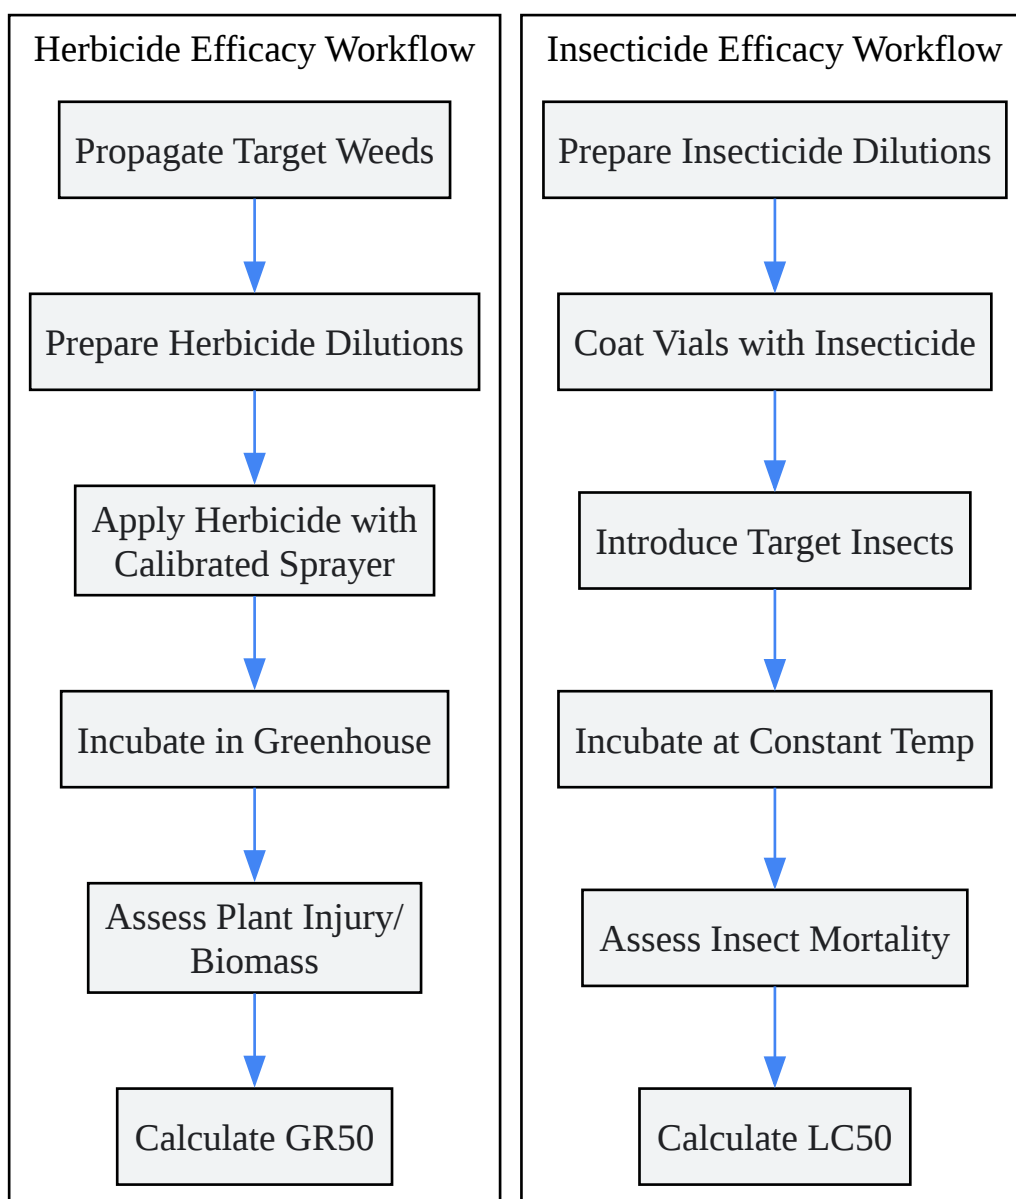 Herbicide Efficacy Workflow
Propagate Target Weeds
Prepare Herbicide Dilutions
Apply Herbicide with
Calibrated Sprayer
Incubate in Greenhouse
Assess Plant Injury/
Biomass
Calculate GR50
Insecticide Efficacy Workflow
Prepare Insecticide Dilutions
Coat Vials with Insecticide
Introduce Target Insects
Incubate at Constant Temp
Assess Insect Mortality
Calculate LC50